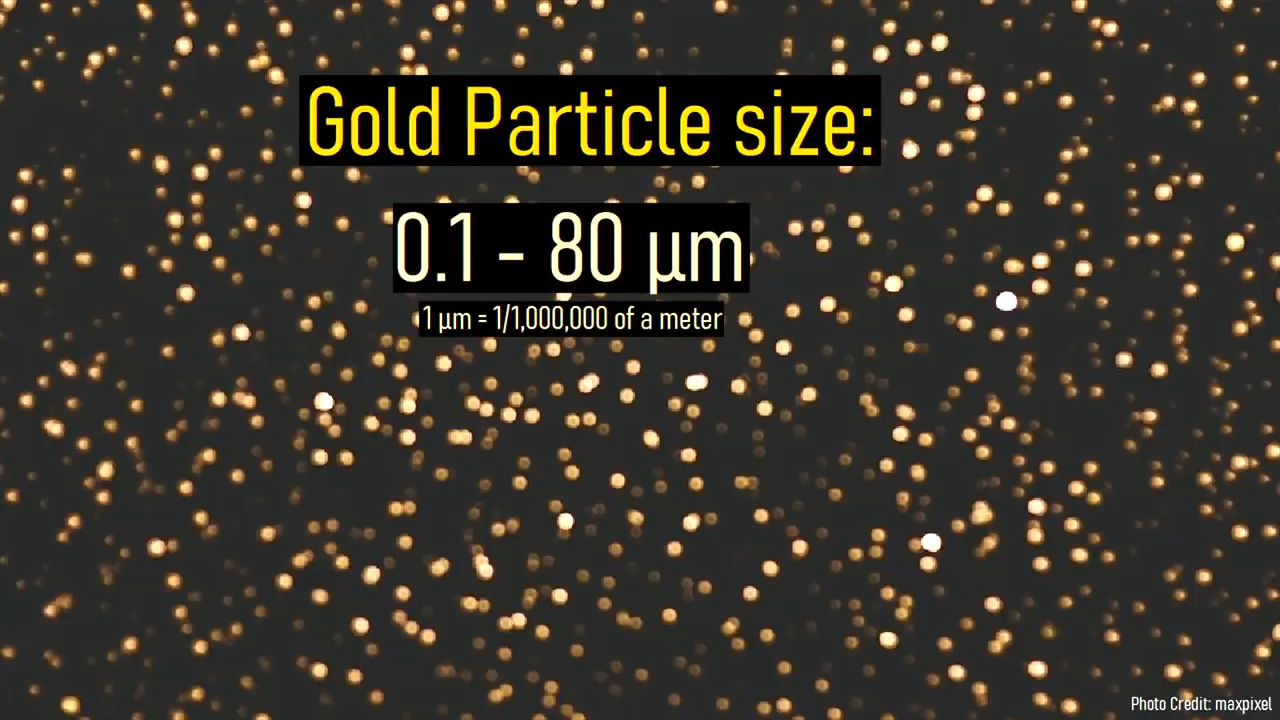 Gold Particle size:
0.1 - 80 µm
1 µm = 1/1,000,000 of a meter
Photo Credit: maxpixel